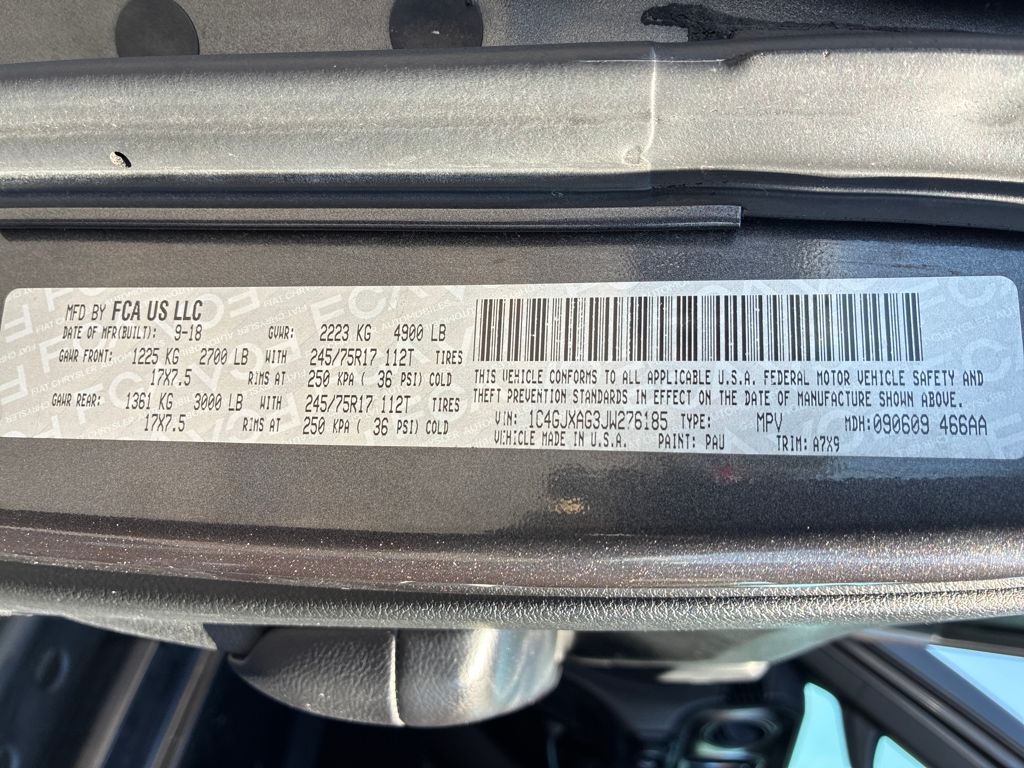 MFD BY FCA US LLC
DATE OF MFR(BUILT): 9-18 GVWR: 2223 KG 4900 LB
GAWR FRONT: 1225 KG 2700 LB WITH 245/75R17 112T TIRES
17X7.5 RIMS AT 250 KPA ( 36 PSI) COLD
GAWR REAR: 1361 KG 3000 LB WITH 245/75R17 112T TIRES
17X7.5 RIMS AT 250 KPA ( 36 PSI) COLD
THIS VEHICLE CONFORMS TO ALL APPLICABLE U.S.A. FEDERAL MOTOR VEHICLE SAFETY AND
THEFT PREVENTION STANDARDS IN EFFECT ON THE DATE OF MANUFACTURE SHOWN ABOVE.
VIN: 1C4GJXAG3JW276185 TYPE: MPV MDH: 090609 466AA
VEHICLE MADE IN U.S.A. PAINT: PAU TRIM: A7X9